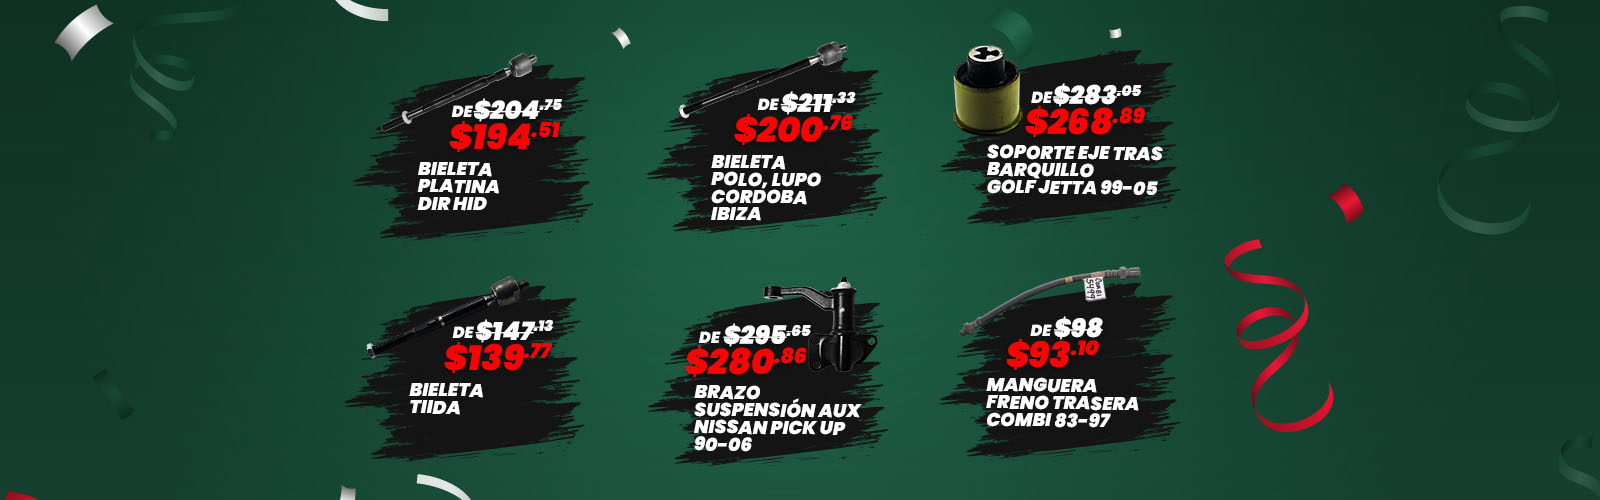 DE $204.75
$194.51
BIELETA
PLATINA
DIR HID
DE $211.33
$200.76
BIELETA
POLO, LUPO
CORDOBA
IBIZA
DE $283.05
$268.89
SOPORTE EJE TRAS
BARQUILLO
GOLF JETTA 99-05
DE $147.13
$139.77
BIELETA
TIIDA
DE $295.65
$280.86
BRAZO
SUSPENSIÓN AUX
NISSAN PICK UP
90-06
DE $98
$93.10
MANGUERA
FRENO TRASERA
COMBI 83-97